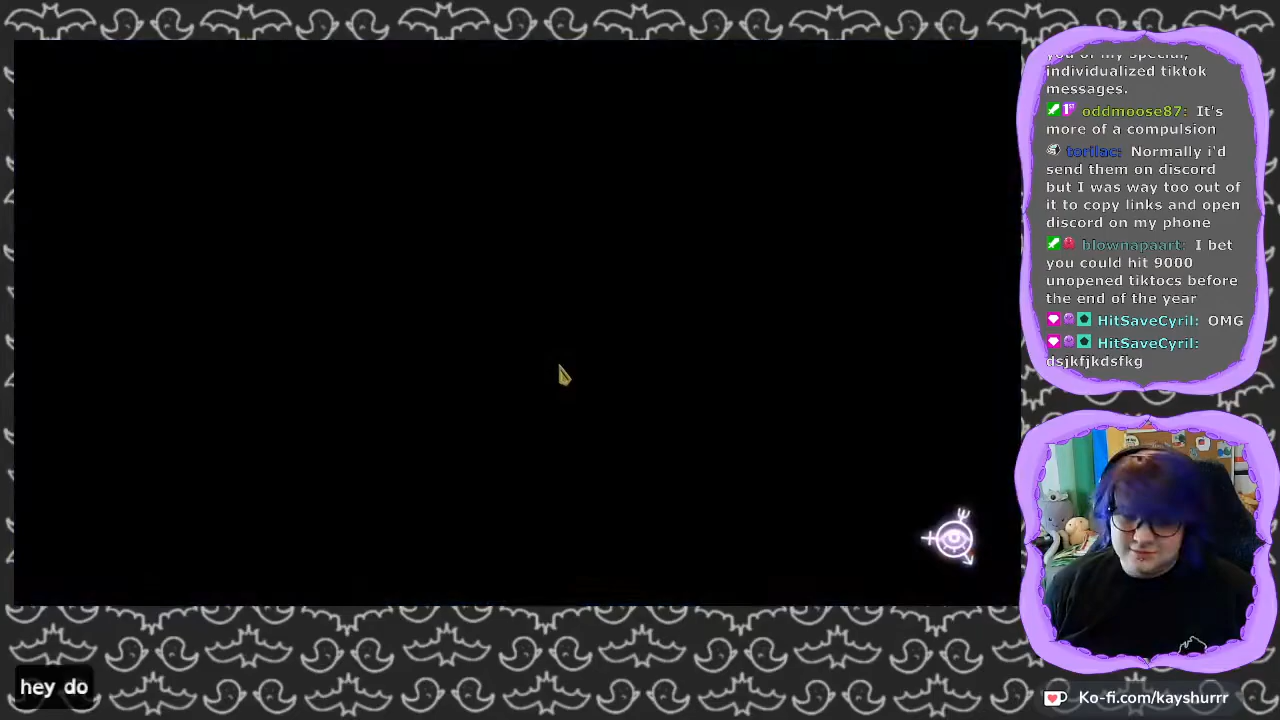 you of my special,
individualized tiktok
messages.
oddmoose87: It's
more of a compulsion
torilac: Normally i'd
send them on discord
but I was way too out of
it to copy links and open
discord on my phone
blownapaart: I bet
you could hit 9000
unopened tiktocs before
the end of the year
HitSaveCyril: OMG
HitSaveCyril:
dsjkfjkdsfkg
hey do
Ko-fi.com/kayshurrr